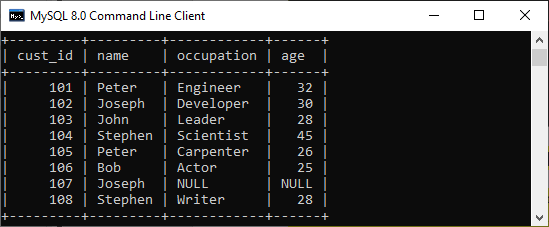 MySQL 8.0 Command Line Client
+---------+---------+------------+------+
| cust_id | name    | occupation | age  |
+---------+---------+------------+------+
|     101 | Peter   | Engineer   |   32 |
|     102 | Joseph  | Developer  |   30 |
|     103 | John    | Leader     |   28 |
|     104 | Stephen | Scientist  |   45 |
|     105 | Peter   | Carpenter  |   26 |
|     106 | Bob     | Actor      |   25 |
|     107 | Joseph  | NULL       | NULL |
|     108 | Stephen | Writer     |   28 |
+---------+---------+------------+------+